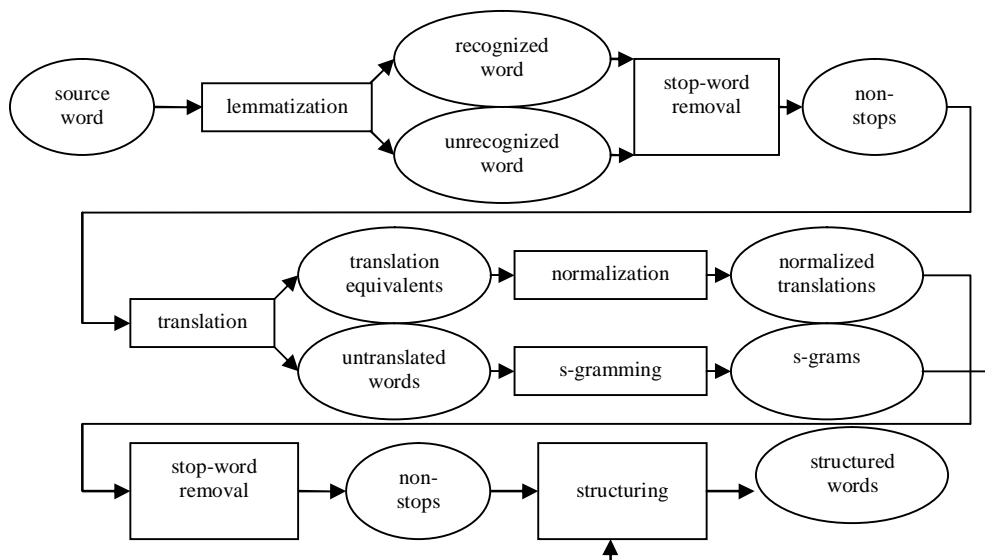 source
word
lemmatization
recognized
word
unrecognized
word
stop-word
removal
non-
stops
translation
translation
equivalents
normalization
normalized
translations
untranslated
words
s-gramming
s-grams
stop-word
removal
non-
stops
structuring
structured
words